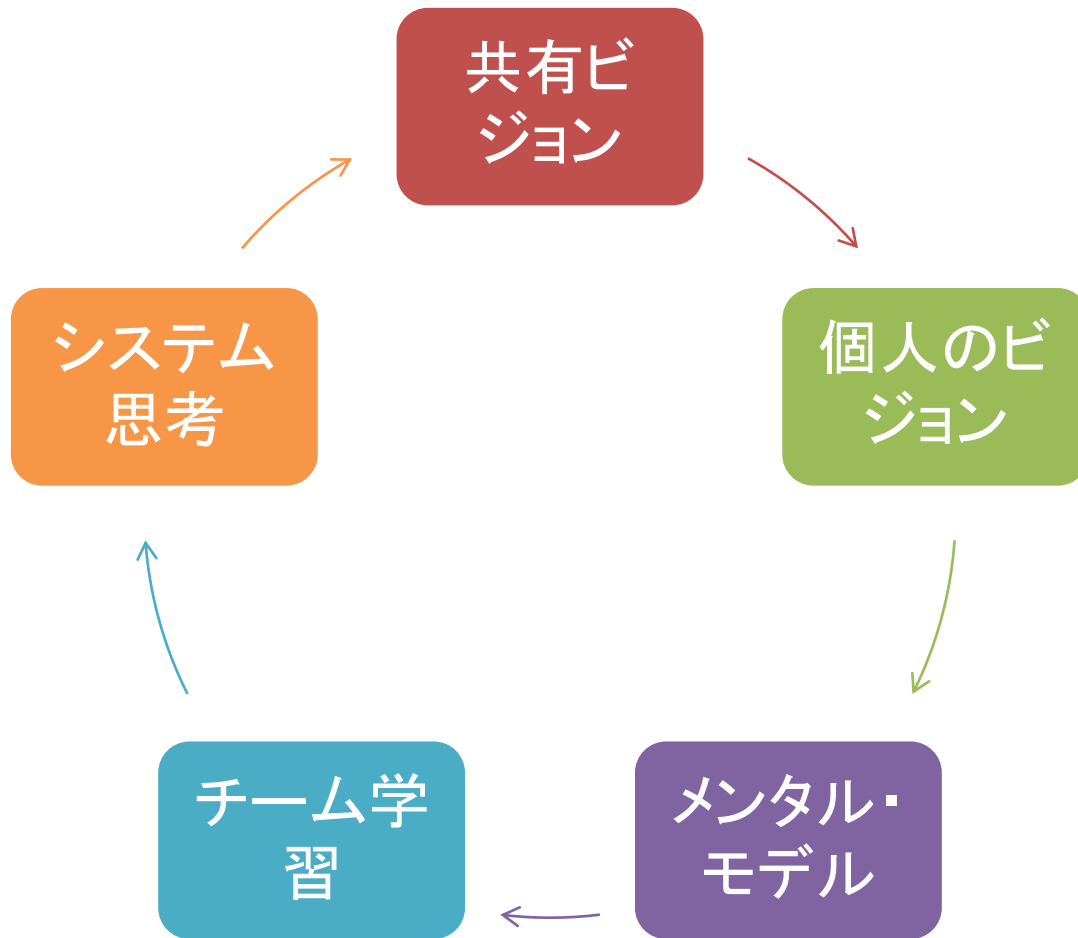 共有ビ
ジョン
個人のビ
ジョン
メンタル・
モデル
チーム学
習
システム
思考